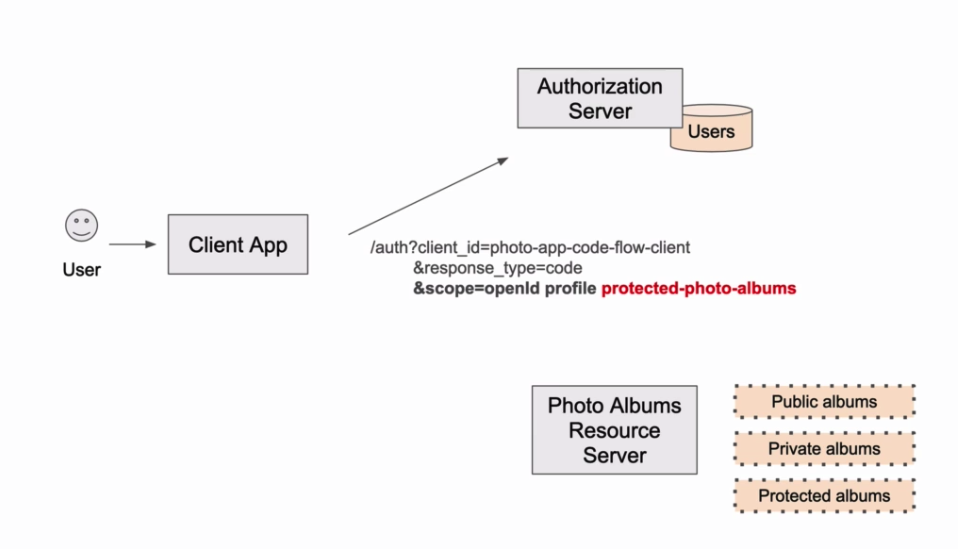 Authorization
Server
Users
Client App
User
/auth?client_id=photo-app-code-flow-client
&response_type=code
&scope=openId profile protected-photo-albums
Photo Albums
Resource
Server
Public albums
Private albums
Protected albums